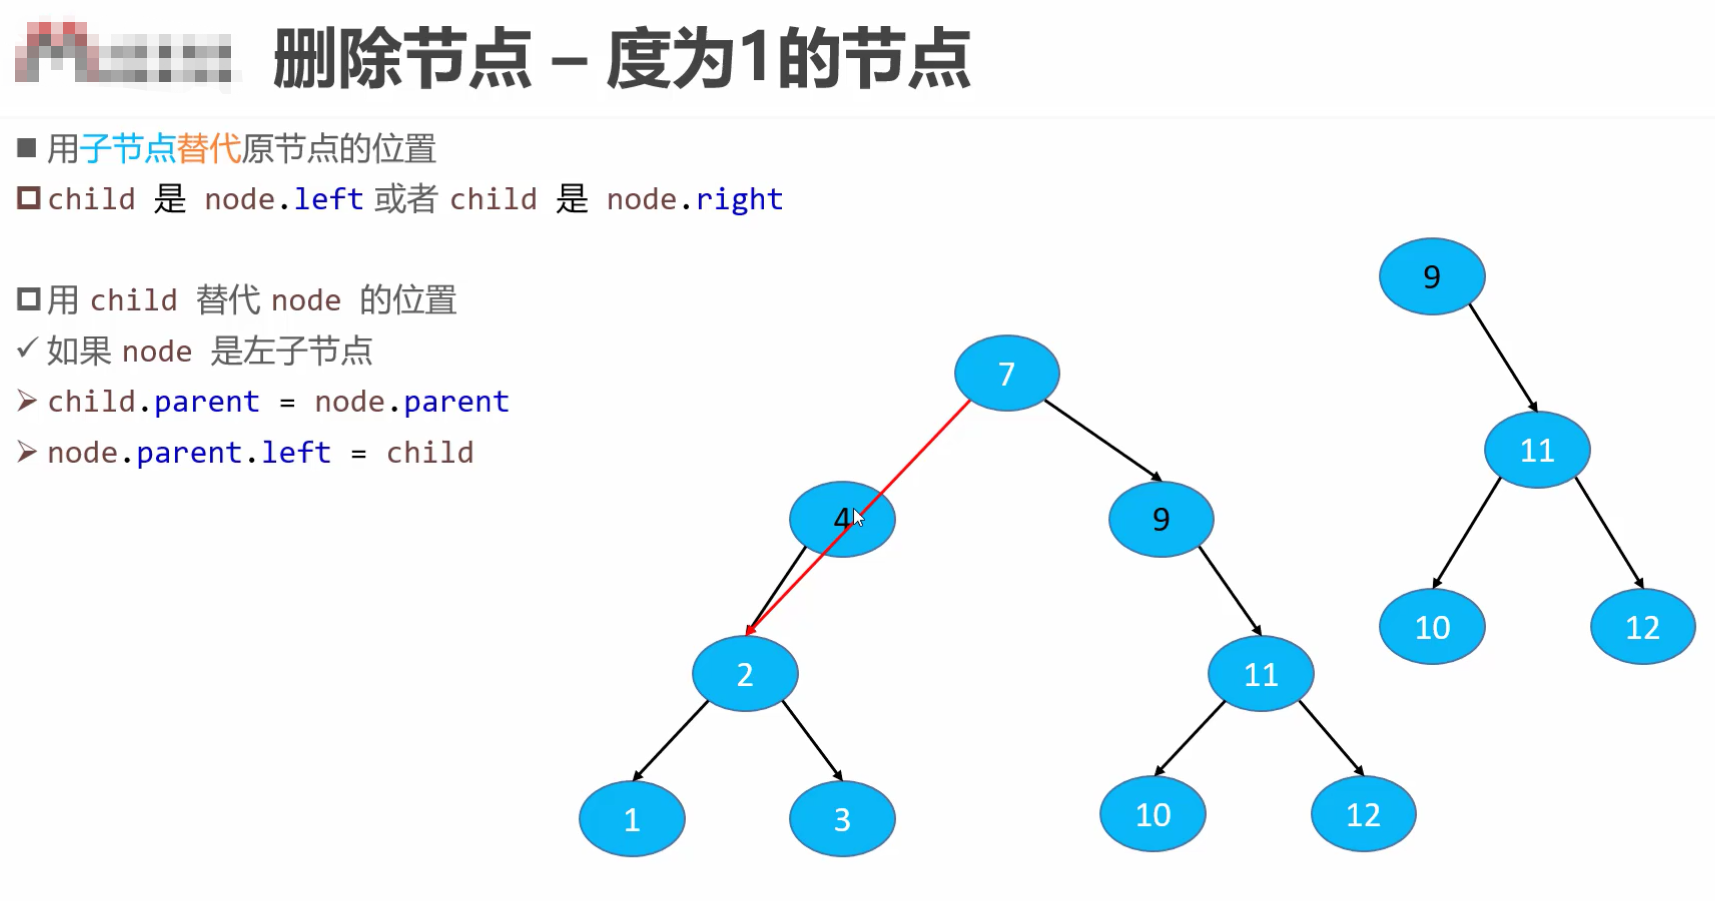 删除节点 – 度为1的节点
用子节点替代原节点的位置
child 是 node.left 或者 child 是 node.right
用 child 替代 node 的位置
如果 node 是左子节点
child.parent = node.parent
node.parent.left = child
9
7
11
4
9
10
12
2
11
1
3
10
12